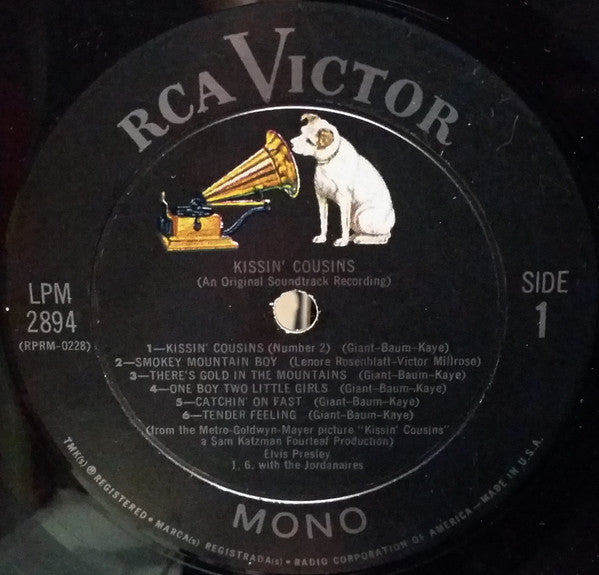 RCA VICTOR
KISSIN' COUSINS
(An Original Soundtrack Recording)
LPM
2894
(RPRM-0228)
SIDE
1
1—KISSIN' COUSINS (Number 2) (Giant-Baum-Kaye)
2—SMOKEY MOUNTAIN BOY (Lenore Rosenblatt-Victor Millrose)
3—THERE'S GOLD IN THE MOUNTAINS (Giant-Baum-Kaye)
4—ONE BOY TWO LITTLE GIRLS (Giant-Baum-Kaye)
5—CATCHIN' ON FAST (Giant-Baum-Kaye)
6—TENDER FEELING (Giant-Baum-Kaye)
(from the Metro-Goldwyn-Mayer picture "Kissin' Cousins"
a Sam Katzman Fourleaf Production)
Elvis Presley
1, 6. with the Jordanaires
MONO
TMK(s) ® REGISTERED • MARCA(s) REGISTRADA(s) • RADIO CORPORATION OF AMERICA—MADE IN U.S.A.